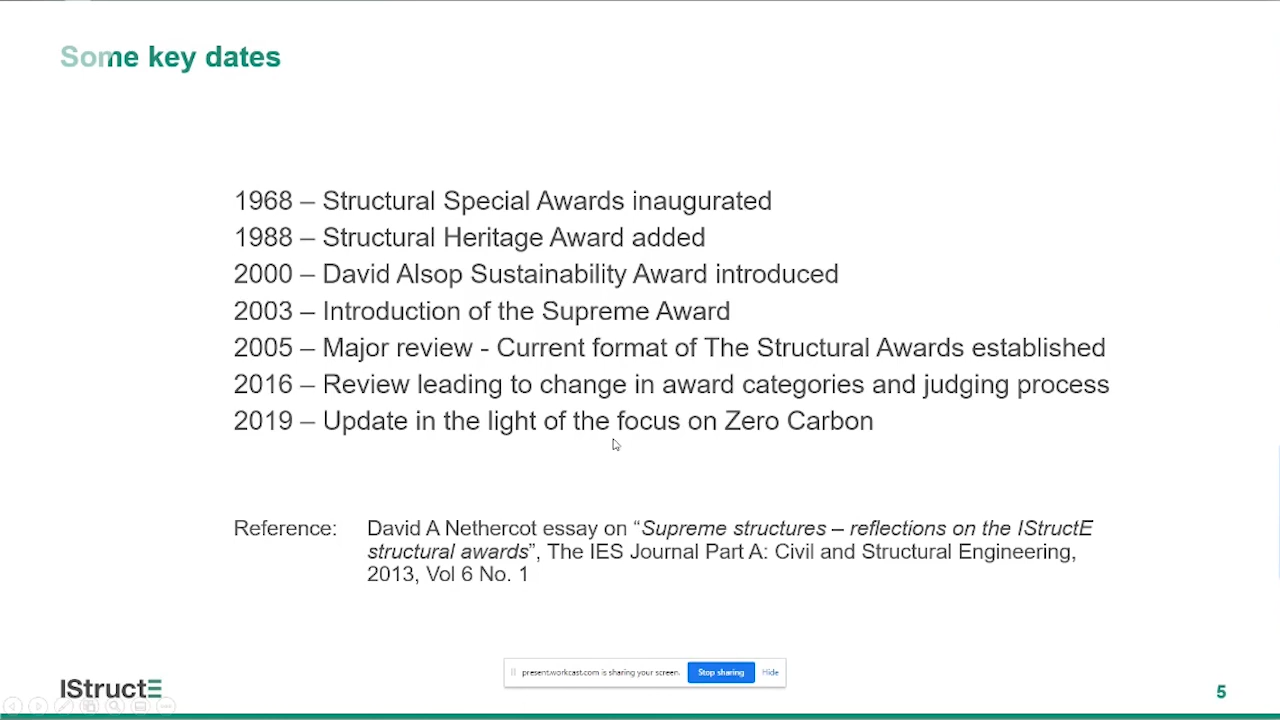 Some key dates
1968 – Structural Special Awards inaugurated
1988 – Structural Heritage Award added
2000 – David Alsop Sustainability Award introduced
2003 – Introduction of the Supreme Award
2005 – Major review - Current format of The Structural Awards established
2016 – Review leading to change in award categories and judging process
2019 – Update in the light of the focus on Zero Carbon
Reference: David A Nethercot essay on “Supreme structures – reflections on the IStructE
structural awards”, The IES Journal Part A: Civil and Structural Engineering,
2013, Vol 6 No. 1
present.workcast.com is sharing your screen. Stop sharing Hide
IStructE
5